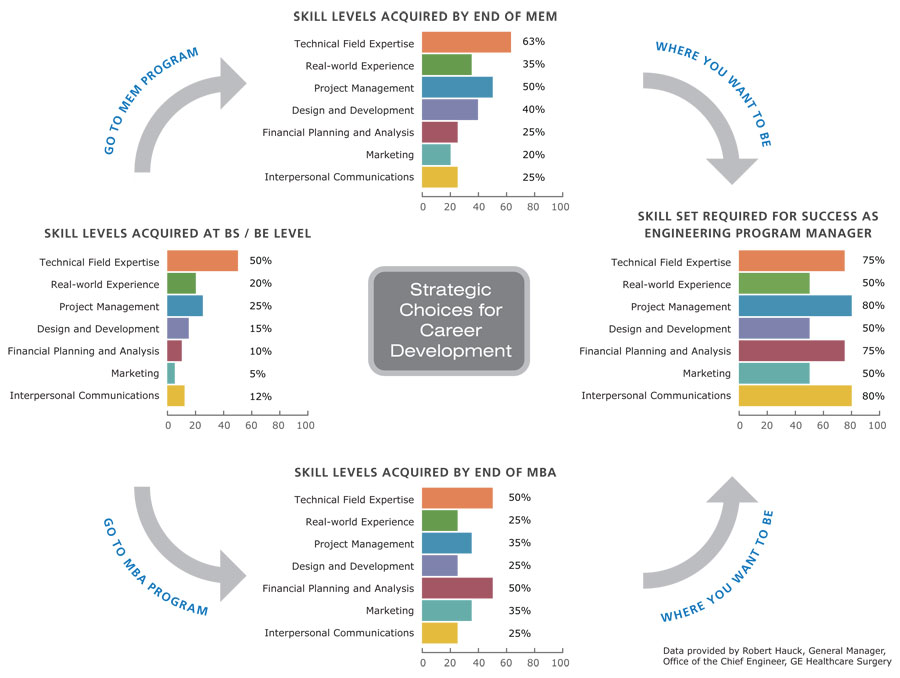 SKILL LEVELS ACQUIRED BY END OF MEM
Technical Field Expertise 63%
Real-world Experience 35%
Project Management 50%
Design and Development 40%
Financial Planning and Analysis 25%
Marketing 20%
Interpersonal Communications 25%
0 20 40 60 80 100
GO TO MEM PROGRAM
WHERE YOU WANT TO BE
SKILL LEVELS ACQUIRED AT BS / BE LEVEL
Technical Field Expertise 50%
Real-world Experience 20%
Project Management 25%
Design and Development 15%
Financial Planning and Analysis 10%
Marketing 5%
Interpersonal Communications 12%
0 20 40 60 80 100
Strategic
Choices for
Career
Development
SKILL SET REQUIRED FOR SUCCESS AS
ENGINEERING PROGRAM MANAGER
Technical Field Expertise 75%
Real-world Experience 50%
Project Management 80%
Design and Development 50%
Financial Planning and Analysis 75%
Marketing 50%
Interpersonal Communications 80%
0 20 40 60 80 100
SKILL LEVELS ACQUIRED BY END OF MBA
Technical Field Expertise 50%
Real-world Experience 25%
Project Management 35%
Design and Development 25%
Financial Planning and Analysis 50%
Marketing 35%
Interpersonal Communications 25%
0 20 40 60 80 100
GO TO MBA PROGRAM
WHERE YOU WANT TO BE
Data provided by Robert Hauck, General Manager,
Office of the Chief Engineer, GE Healthcare Surgery